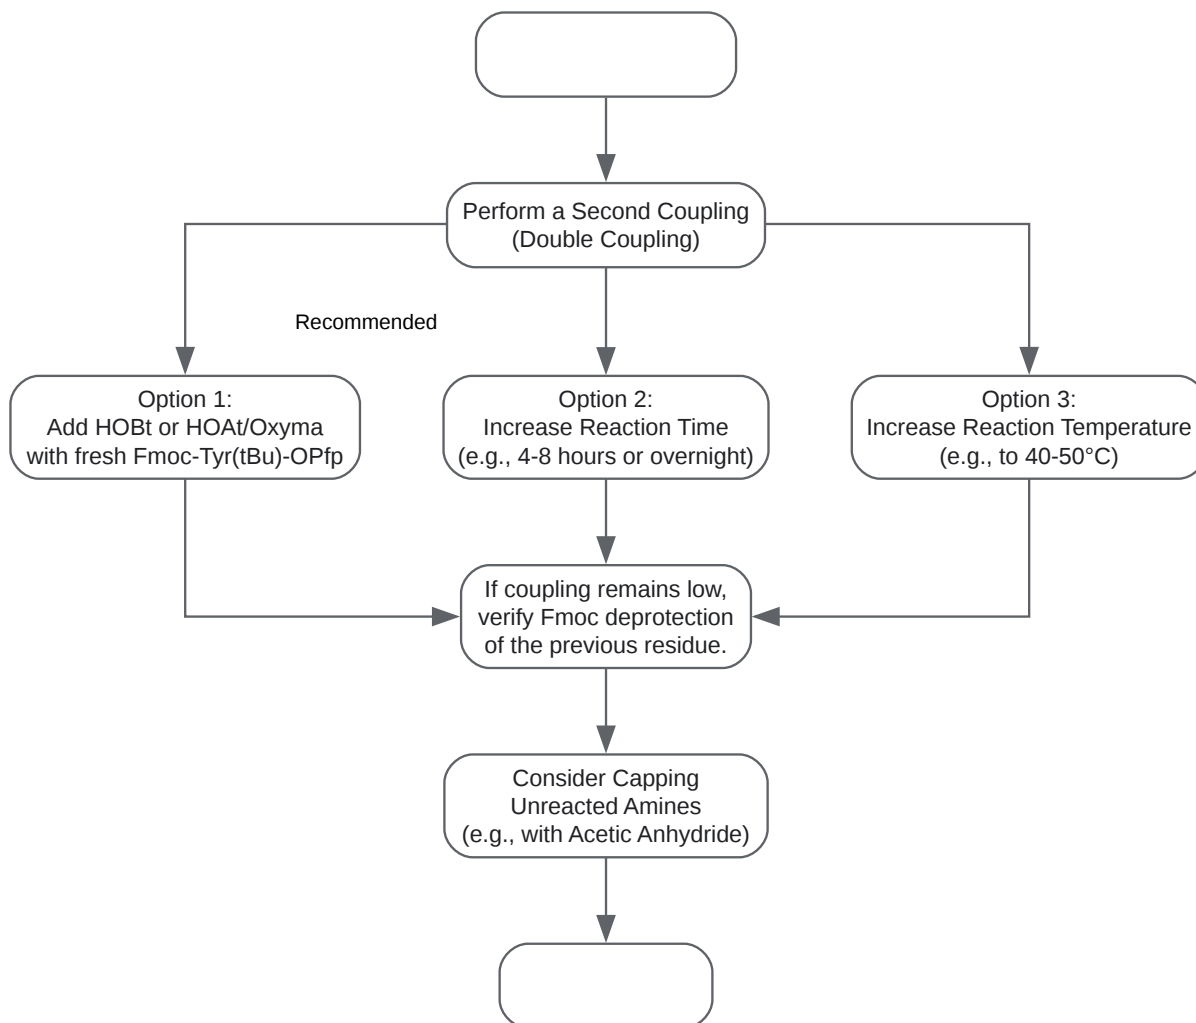 Perform a Second Coupling
(Double Coupling)
Recommended
Option 1:
Add HOBt or HOAt/Oxyma
with fresh Fmoc-Tyr(tBu)-OPfp
Option 2:
Increase Reaction Time
(e.g., 4-8 hours or overnight)
Option 3:
Increase Reaction Temperature
(e.g., to 40-50°C)
If coupling remains low,
verify Fmoc deprotection
of the previous residue.
Consider Capping
Unreacted Amines
(e.g., with Acetic Anhydride)